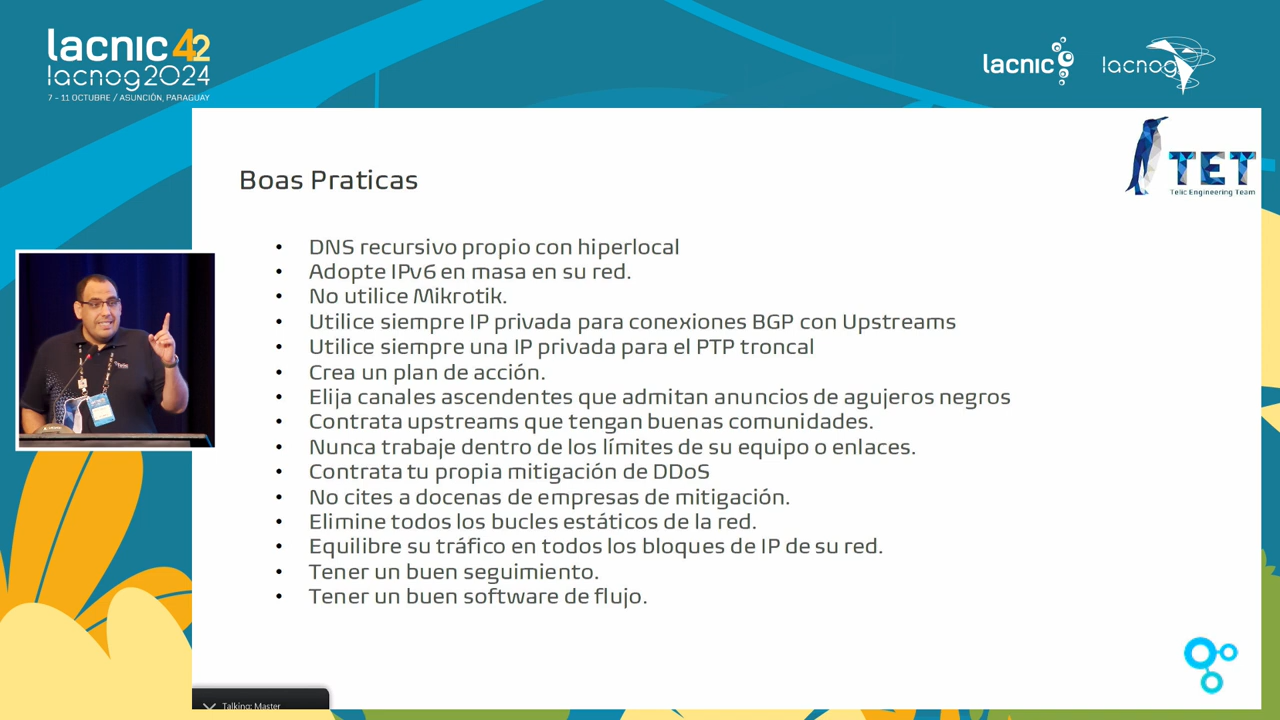 lacnic 42
lacnog2024
7 - 11 OCTUBRE / ASUNCIÓN, PARAGUAY
lacnic
lacnog
TET
Telic Engineering Team
Boas Praticas
• DNS recursivo propio con hiperlocal
• Adopte IPv6 en masa en su red.
• No utilice Mikrotik.
• Utilice siempre IP privada para conexiones BGP con Upstreams
• Utilice siempre una IP privada para el PTP troncal
• Crea un plan de acción.
• Elija canales ascendentes que admitan anuncios de agujeros negros
• Contrata upstreams que tengan buenas comunidades.
• Nunca trabaje dentro de los límites de su equipo o enlaces.
• Contrata tu propia mitigación de DDoS
• No cites a docenas de empresas de mitigación.
• Elimine todos los bucles estáticos de la red.
• Equilibre su tráfico en todos los bloques de IP de su red.
• Tener un buen seguimiento.
• Tener un buen software de flujo.
Talking: Master